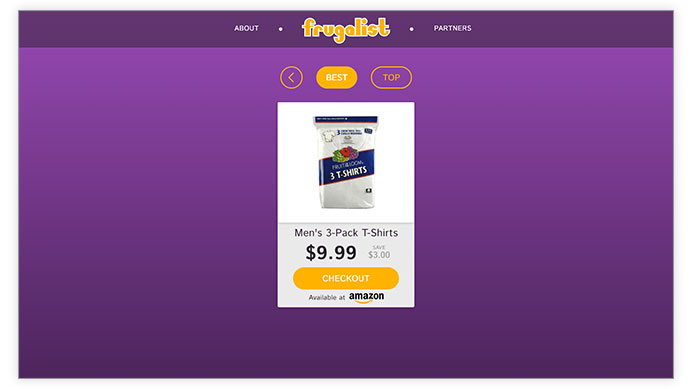 ABOUT • frugalist • PARTNERS
BEST TOP
FRUIT OF THE LOOM
3 T-SHIRTS
Men's 3-Pack T-Shirts
$9.99 SAVE $3.00
CHECKOUT
Available at amazon